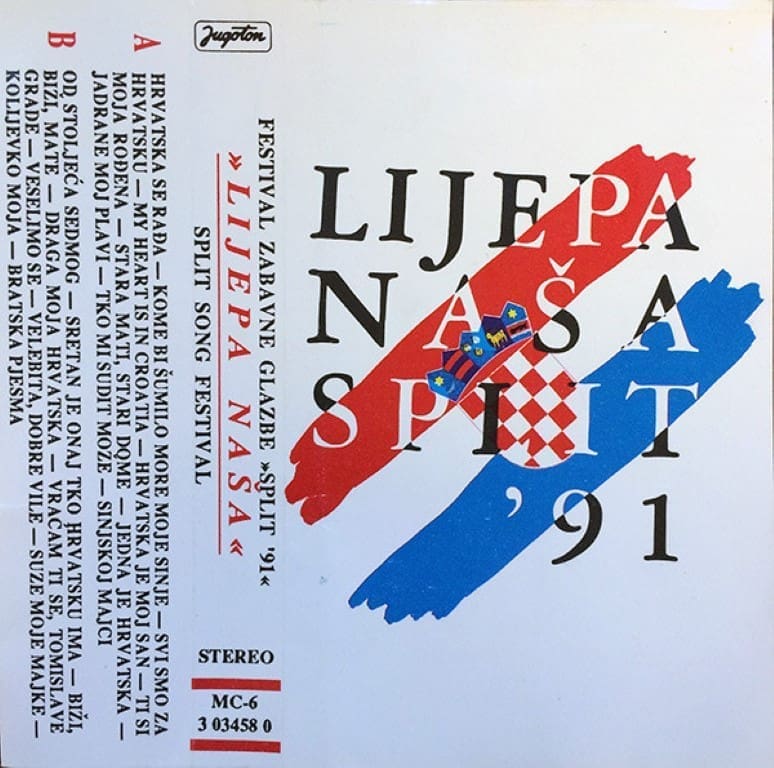 LIJEPA
NAŠA
SPLIT
'91
Jugoton
FESTIVAL ZABAVNE GLAZBE »SPLIT '91«
»LIJEPA NAŠA«
SPLIT SONG FESTIVAL
STEREO
MC-6
3 03458 0
A
HRVATSKA SE RAĐA — KOME BI ŠUMILO MORE MOJE SINJE — SVI SMO ZA
HRVATSKU — MY HEART IS IN CROATIA — HRVATSKA JE MOJ SAN — TI SI
MOJA ROĐENA — STARA MATI, STARI DOME — JEDNA JE HRVATSKA —
JADRANE MOJ PLAVI — TKO MI SUDIT MOŽE — SINJSKOJ MAJCI
B
OD STOLJEĆA SEDMOG — SRETAN JE ONAJ TKO HRVATSKU IMA — BIŽI,
BIŽI, MATE — DRAGA MOJA HRVATSKA — VRAĆAM TI SE, TOMISLAVE
GRADE — VESELIMO SE — VELEBITA, DOBRE VILE — SUZE MOJE MAJKE —
KOLIJEVKO MOJA — BRATSKA PJESMA